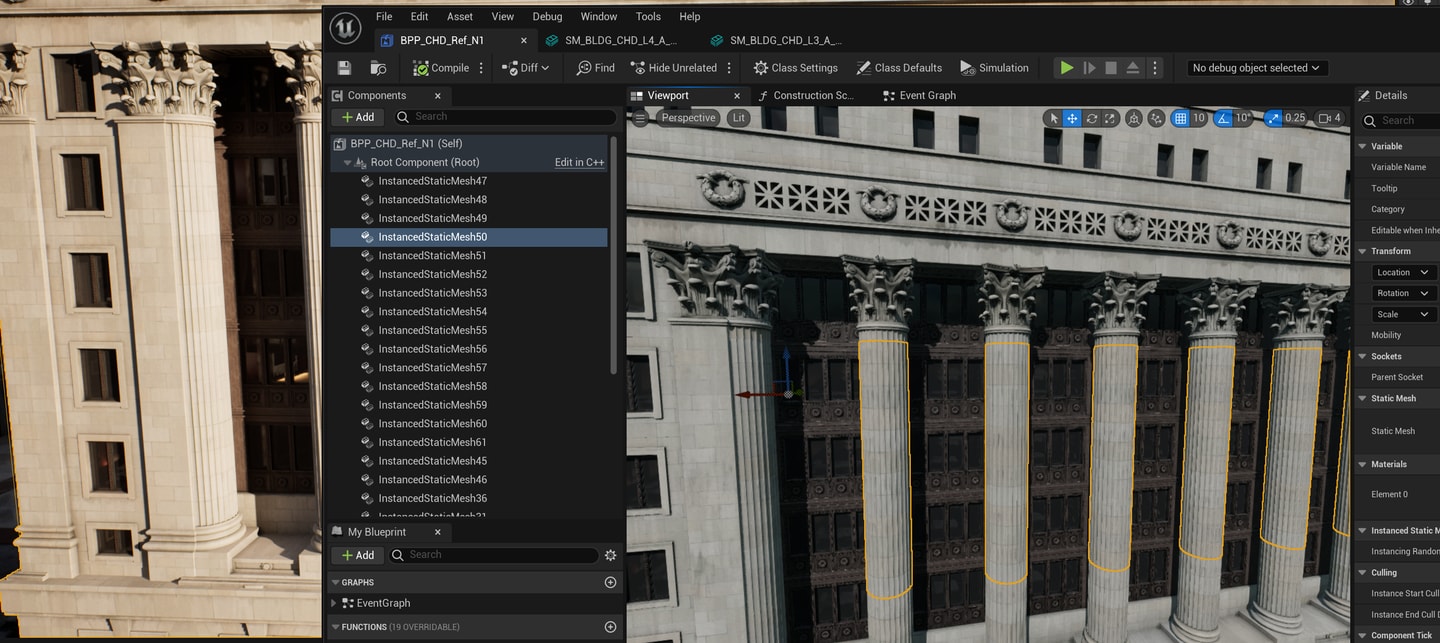 File Edit Asset View Debug Window Tools Help
BPP_CHD_Ref_N1 SM_BLDG_CHD_L4_A_... SM_BLDG_CHD_L3_A_...
Compile Diff Find Hide Unrelated Class Settings Class Defaults Simulation No debug object selected
Components
Add Search
BPP_CHD_Ref_N1 (Self)
Root Component (Root) Edit in C++
InstancedStaticMesh47
InstancedStaticMesh48
InstancedStaticMesh49
InstancedStaticMesh50
InstancedStaticMesh51
InstancedStaticMesh52
InstancedStaticMesh53
InstancedStaticMesh54
InstancedStaticMesh55
InstancedStaticMesh56
InstancedStaticMesh57
InstancedStaticMesh58
InstancedStaticMesh59
InstancedStaticMesh60
InstancedStaticMesh61
InstancedStaticMesh45
InstancedStaticMesh46
InstancedStaticMesh36
My Blueprint
Add Search
GRAPHS
EventGraph
FUNCTIONS (19 OVERRIDABLE)
Viewport Construction Sc... Event Graph
Perspective Lit 10 10° 0.25 4
Details
Search
Variable
Variable Name
Tooltip
Category
Editable when Inhe
Transform
Location
Rotation
Scale
Mobility
Sockets
Parent Socket
Static Mesh
Static Mesh
Materials
Element 0
Instanced Static M
Instancing Random
Culling
Instance Start Cull
Instance End Cull D
Component Tick